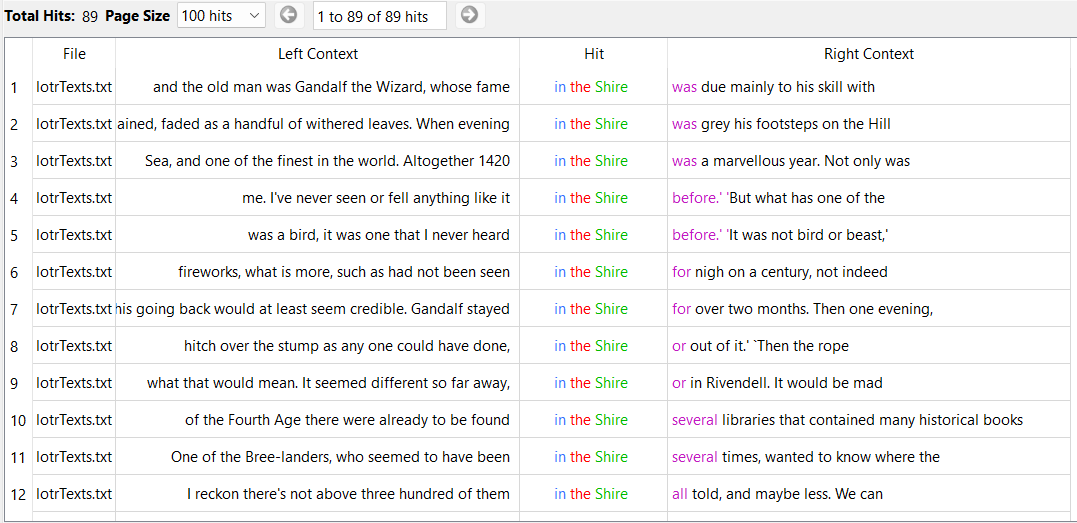 Total Hits: 89 Page Size 100 hits 1 to 89 of 89 hits
File Left Context Hit Right Context
1 lotrTexts.txt and the old man was Gandalf the Wizard, whose fame in the Shire was due mainly to his skill with
2 lotrTexts.txt ained, faded as a handful of withered leaves. When evening in the Shire was grey his footsteps on the Hill
3 lotrTexts.txt Sea, and one of the finest in the world. Altogether 1420 in the Shire was a marvellous year. Not only was
4 lotrTexts.txt me. I've never seen or fell anything like it in the Shire before.' 'But what has one of the
5 lotrTexts.txt was a bird, it was one that I never heard in the Shire before.' 'It was not bird or beast,'
6 lotrTexts.txt fireworks, what is more, such as had not been seen in the Shire for nigh on a century, not indeed
7 lotrTexts.txt his going back would at least seem credible. Gandalf stayed in the Shire for over two months. Then one evening,
8 lotrTexts.txt hitch over the stump as any one could have done, in the Shire or out of it.' `Then the rope
9 lotrTexts.txt what that would mean. It seemed different so far away, in the Shire or in Rivendell. It would be mad
10 lotrTexts.txt of the Fourth Age there were already to be found in the Shire several libraries that contained many historical books
11 lotrTexts.txt One of the Bree-landers, who seemed to have been in the Shire several times, wanted to know where the
12 lotrTexts.txt I reckon there's not above three hundred of them in the Shire all told, and maybe less. We can